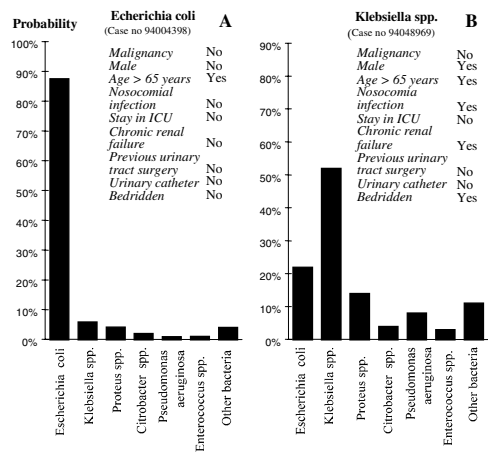 Probability
Echerichia coli
A
(Case no 94004398)
Malignancy No
Male No
Age > 65 years Yes
Nosocomial
infection No
Stay in ICU No
Chronic renal
failure No
Previous urinary
tract surgery No
Urinary catheter No
Bedridden No
100%
90%
80%
70%
60%
50%
40%
30%
20%
10%
0%
Escherichia coli
Klebsiella spp.
Proteus spp.
Citrobacter spp.
Pseudomonas
aeruginosa
Enterococcus spp.
Other bacteria
Klebsiella spp.
B
(Case no 94048969)
Malignancy No
Male Yes
Age > 65 years Yes
Nosocomia
infection Yes
Stay in ICU No
Chronic renal
failure Yes
Previous urinary
tract surgery No
Urinary catheter No
Bedridden Yes
90%
80%
70%
60%
50%
40%
30%
20%
10%
0%
Escherichia coli
Klebsiella spp.
Proteus spp.
Citrobacter spp.
Pseudomonas
aeruginosa
Enterococcus spp.
Other bacteria